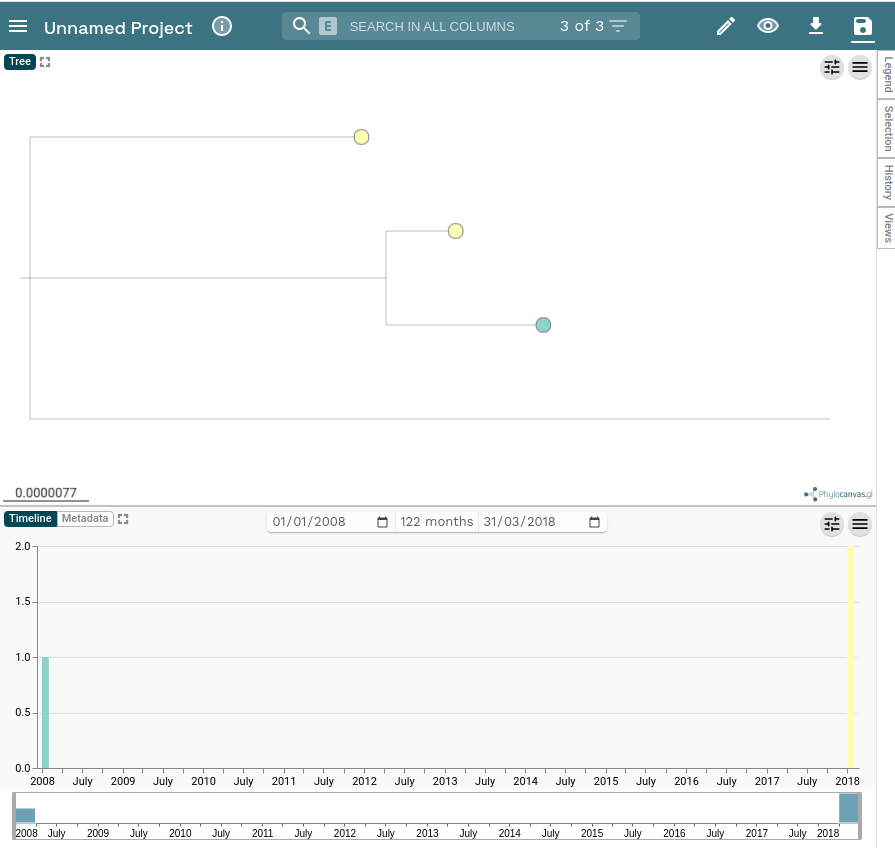 Unnamed Project
E SEARCH IN ALL COLUMNS 3 of 3
Tree
Legend
Selection
History
Views
0.0000077
Phylocanvas.gl
Timeline Metadata
01/01/2008 122 months 31/03/2018
2.0
1.5
1.0
0.5
0.0
2008 July 2009 July 2010 July 2011 July 2012 July 2013 July 2014 July 2015 July 2016 July 2017 July 2018
2008 July 2009 July 2010 July 2011 July 2012 July 2013 July 2014 July 2015 July 2016 July 2017 July 2018